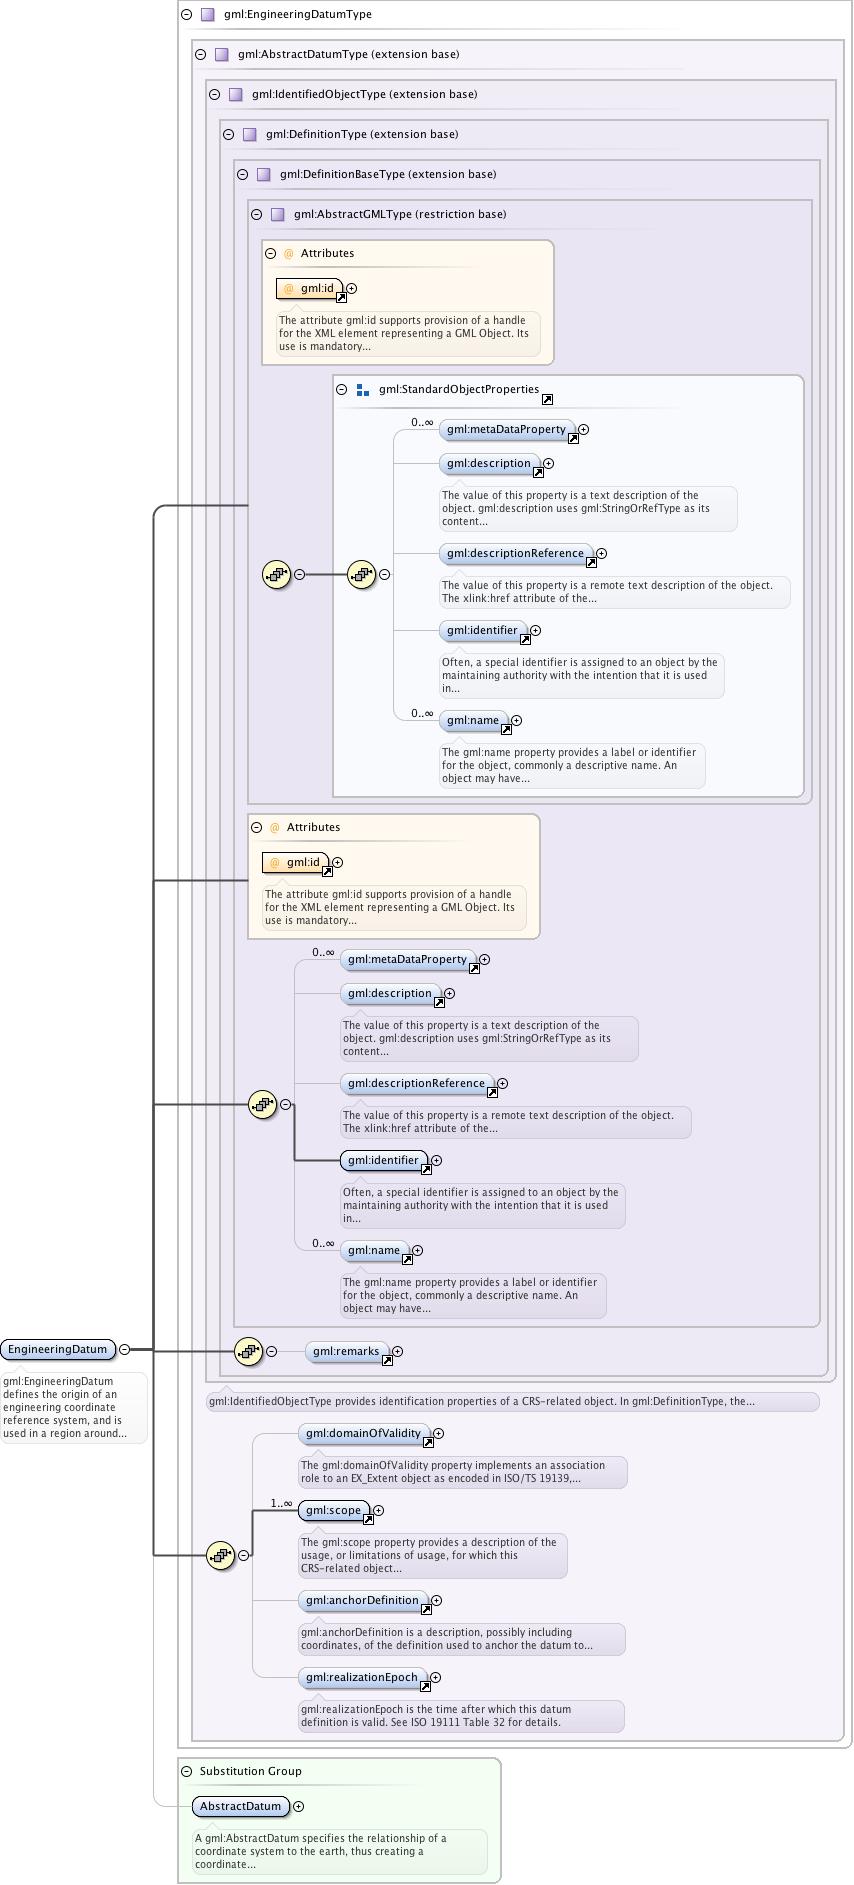 gml:EngineeringDatumType
gml:AbstractDatumType (extension base)
gml:IdentifiedObjectType (extension base)
gml:DefinitionType (extension base)
gml:DefinitionBaseType (extension base)
gml:AbstractGMLType (restriction base)
@ Attributes
@ gml:id
The attribute gml:id supports provision of a handle
for the XML element representing a GML Object. Its
use is mandatory...
gml:StandardObjectProperties
0..∞ gml:metaDataProperty
gml:description
The value of this property is a text description of the
object. gml:description uses gml:StringOrRefType as its
content...
gml:descriptionReference
The value of this property is a remote text description of the object.
The xlink:href attribute of the...
gml:identifier
Often, a special identifier is assigned to an object by the
maintaining authority with the intention that it is used
in...
0..∞ gml:name
The gml:name property provides a label or identifier
for the object, commonly a descriptive name. An
object may have...
@ Attributes
@ gml:id
The attribute gml:id supports provision of a handle
for the XML element representing a GML Object. Its
use is mandatory...
0..∞ gml:metaDataProperty
gml:description
The value of this property is a text description of the
object. gml:description uses gml:StringOrRefType as its
content...
gml:descriptionReference
The value of this property is a remote text description of the object.
The xlink:href attribute of the...
gml:identifier
Often, a special identifier is assigned to an object by the
maintaining authority with the intention that it is used
in...
0..∞ gml:name
The gml:name property provides a label or identifier
for the object, commonly a descriptive name. An
object may have...
EngineeringDatum
gml:EngineeringDatum
defines the origin of an
engineering coordinate
reference system, and is
used in a region around...
gml:remarks
gml:IdentifiedObjectType provides identification properties of a CRS-related object. In gml:DefinitionType, the...
gml:domainOfValidity
The gml:domainOfValidity property implements an association
role to an EX_Extent object as encoded in ISO/TS 19139,...
1..∞ gml:scope
The gml:scope property provides a description of the
usage, or limitations of usage, for which this
CRS-related object...
gml:anchorDefinition
gml:anchorDefinition is a description, possibly including
coordinates, of the definition used to anchor the datum to...
gml:realizationEpoch
gml:realizationEpoch is the time after which this datum
definition is valid. See ISO 19111 Table 32 for details.
Substitution Group
AbstractDatum
A gml:AbstractDatum specifies the relationship of a
coordinate system to the earth, thus creating a
coordinate...